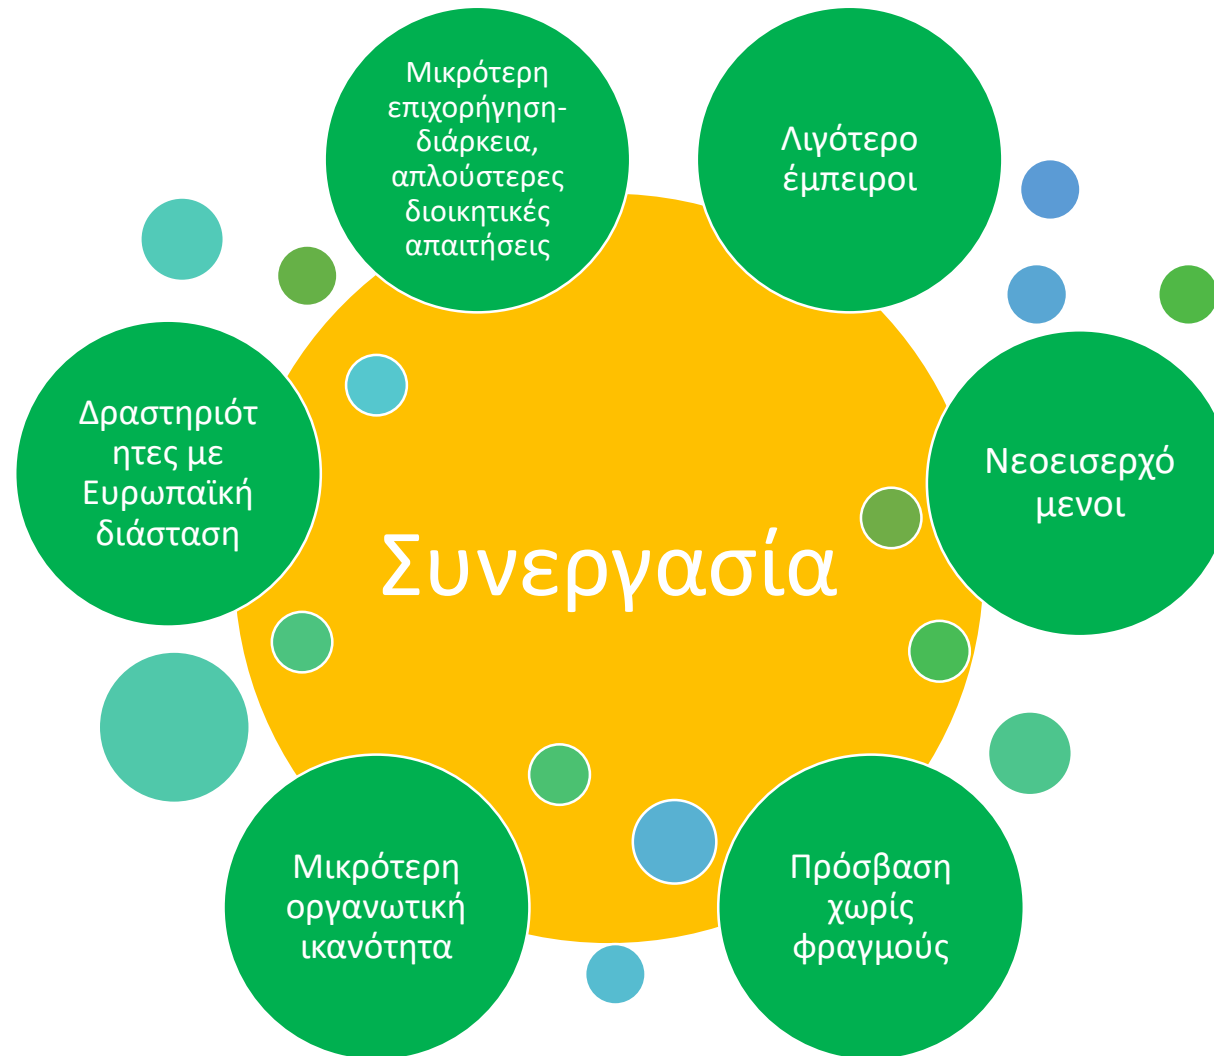 Μικρότερη
επιχορήγηση-
διάρκεια,
απλούστερες
διοικητικές
απαιτήσεις
Λιγότερο
έμπειροι
Δραστηριότ
ητες με
Ευρωπαϊκή
διάσταση
Νεοεισερχό
μενοι
Συνεργασία
Μικρότερη
οργανωτική
ικανότητα
Πρόσβαση
χωρίς
φραγμούς